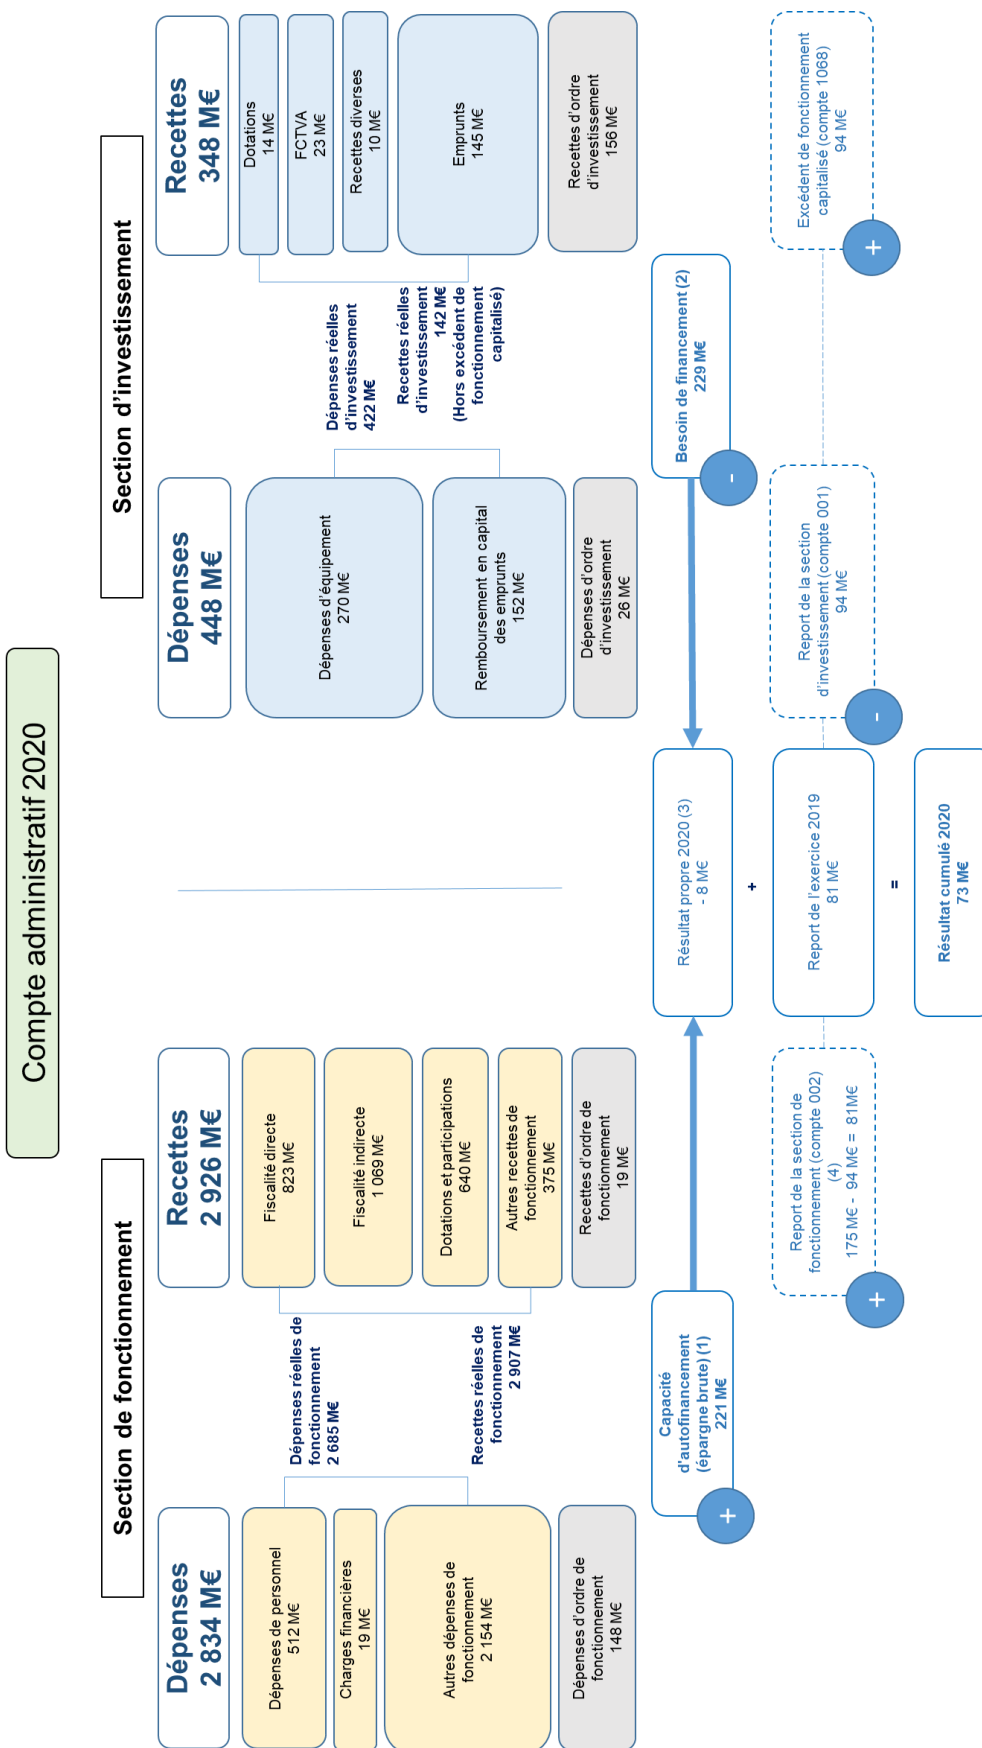 Compte administratif 2020
Section de fonctionnement
Dépenses
2 834 M€
Dépenses de personnel
512 M€
Charges financières
19 M€
Autres dépenses de
fonctionnement
2 154 M€
Dépenses d'ordre de
fonctionnement
148 M€
Dépenses réelles de
fonctionnement
2 685 M€
Recettes réelles de
fonctionnement
2 907 M€
Recettes
2 926 M€
Fiscalité directe
823 M€
Fiscalité indirecte
1 069 M€
Dotations et participations
640 M€
Autres recettes de
fonctionnement
375 M€
Recettes d'ordre de
fonctionnement
19 M€
Section d'investissement
Dépenses
448 M€
Dépenses d'équipement
270 M€
Remboursement en capital
des emprunts
152 M€
Dépenses d'ordre
d'investissement
26 M€
Dépenses réelles
d'investissement
422 M€
Recettes réelles
d'investissement
142 M€
(Hors excédent de
fonctionnement
capitalisé)
Recettes
348 M€
Dotations
14 M€
FCTVA
23 M€
Recettes diverses
10 M€
Emprunts
145 M€
Recettes d'ordre
d'investissement
156 M€
Capacité
d'autofinancement
(épargne brute) (1)
221 M€
+
Résultat propre 2020 (3)
- 8 M€
Besoin de financement (2)
229 M€
-
+
Report de la section de
fonctionnement (compte 002)
(4)
175 M€ - 94 M€ = 81M€
+
Report de l'exercice 2019
81 M€
Report de la section
d'investissement (compte 001)
94 M€
-
Excédent de fonctionnement
capitalisé (compte 1068)
94 M€
+
=
Résultat cumulé 2020
73 M€